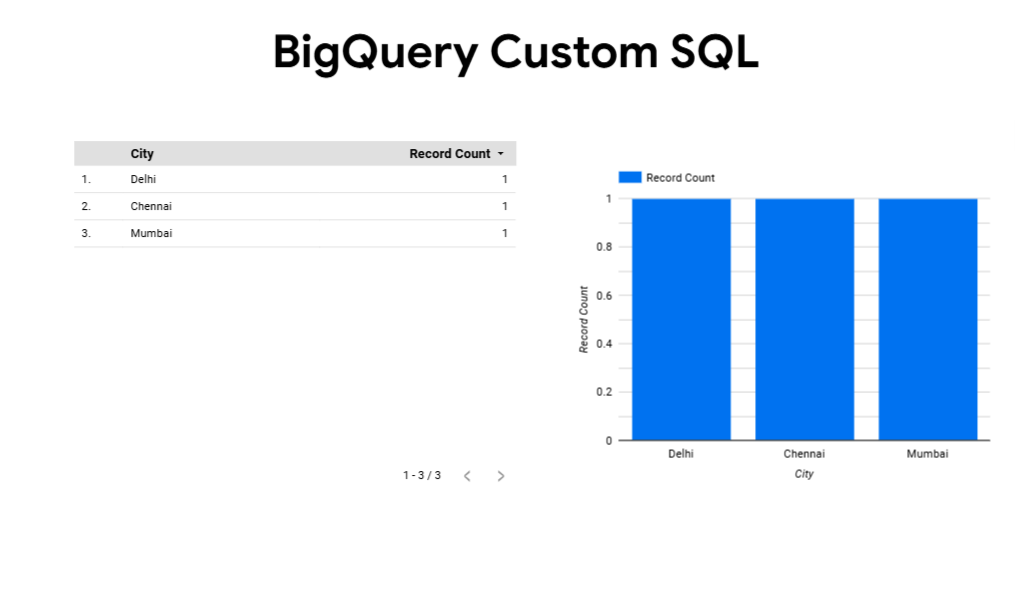 BigQuery Custom SQL
City Record Count
1. Delhi 1
2. Chennai 1
3. Mumbai 1
1 - 3 / 3
Record Count
1
0.8
0.6
0.4
0.2
0
Record Count
Delhi Chennai Mumbai
City